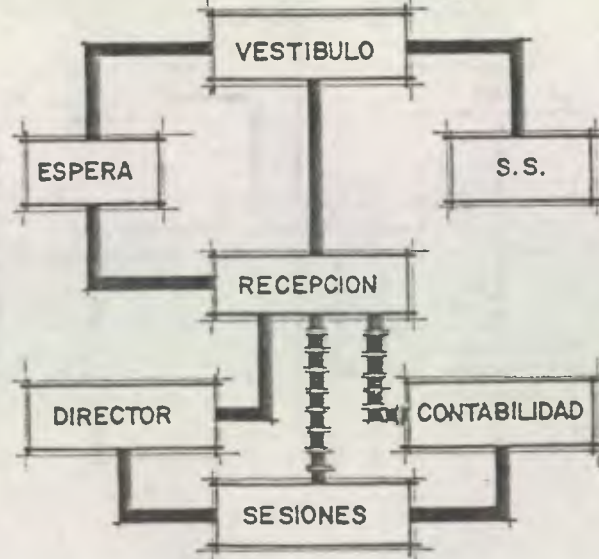 VESTIBULO
ESPERA
S.S.
RECEPCION
DIRECTOR
CONTABILIDAD
SESIONES